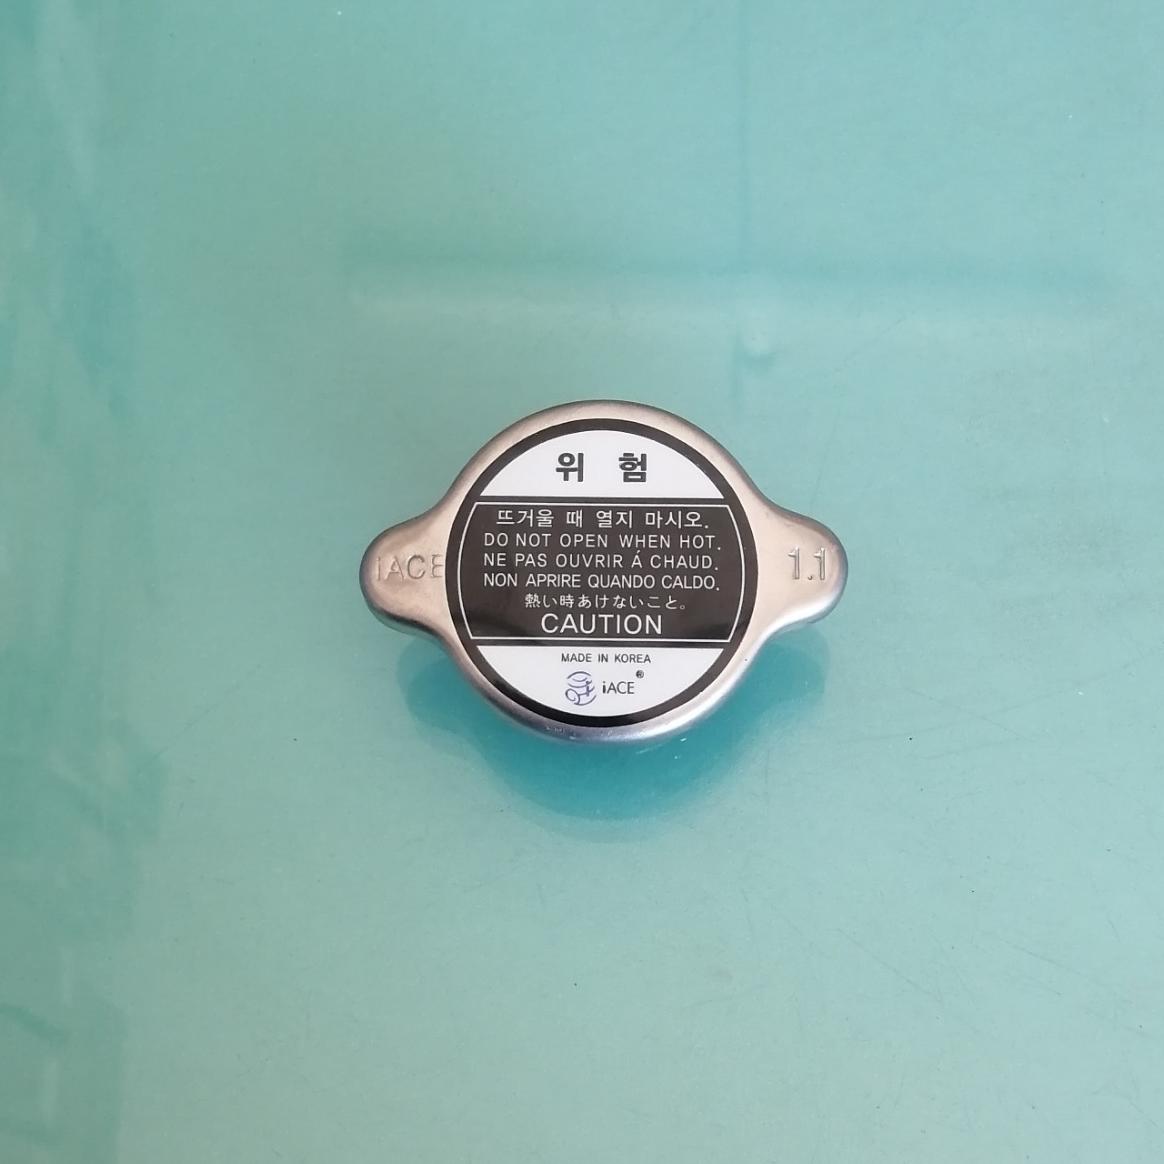 위 험
뜨거울 때 열지 마시오.
DO NOT OPEN WHEN HOT.
NE PAS OUVRIR Á CHAUD.
NON APRIRE QUANDO CALDO.
熱い時あけないこと。
CAUTION
MADE IN KOREA
iACE®
iACE
1.1